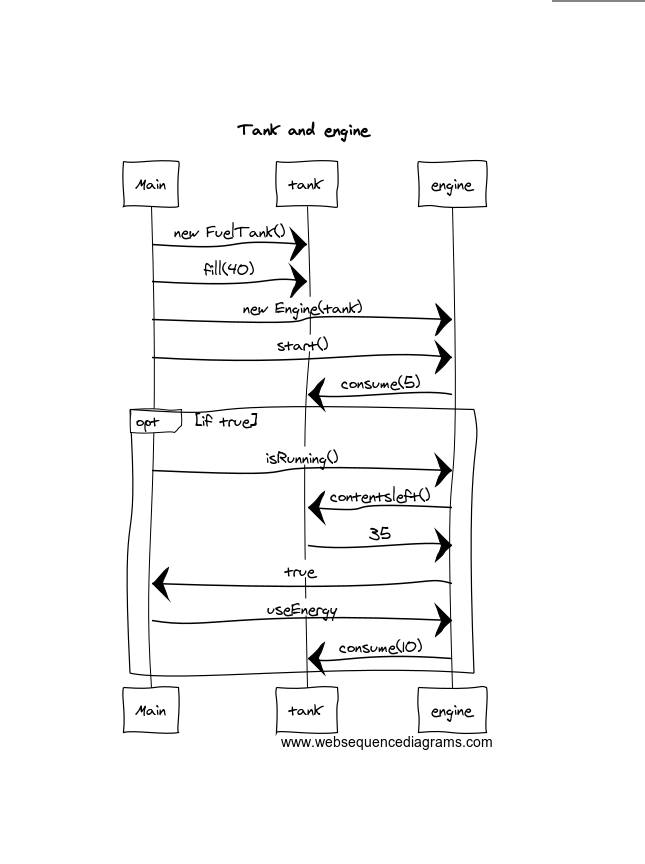 Tank and engine
Main tank engine
new FuelTank()
fill(40)
new Engine(tank)
start()
consume(5)
opt [if true]
isRunning()
contentsleft()
35
true
useEnergy
consume(10)
Main tank engine
www.websequencediagrams.com